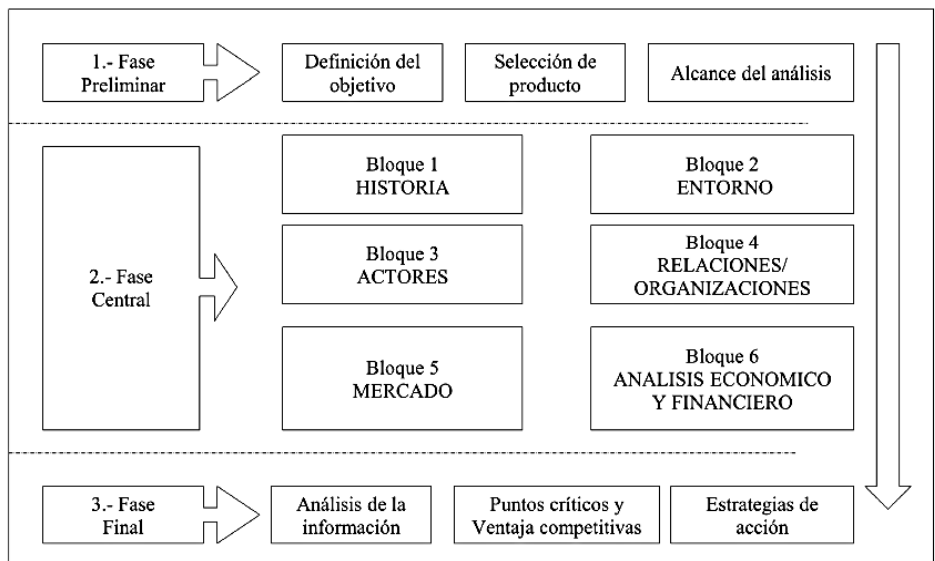 1.- Fase
Preliminar
Definición del
objetivo
Selección de
producto
Alcance del análisis
2.- Fase
Central
Bloque 1
HISTORIA
Bloque 2
ENTORNO
Bloque 3
ACTORES
Bloque 4
RELACIONES/
ORGANIZACIONES
Bloque 5
MERCADO
Bloque 6
ANALISIS ECONOMICO
Y FINANCIERO
3.- Fase
Final
Análisis de la
información
Puntos críticos y
Ventaja competitivas
Estrategias de
acción